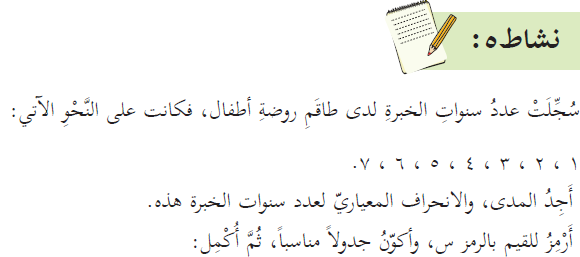 نشاط ٥:
سُجِّلَتْ عددُ سنواتِ الخبرةِ لدى طاقَمِ روضةِ أطفال، فكانت على النَّحْوِ الآتي:
١ ، ٢ ، ٣ ، ٤ ، ٥ ، ٦ ، ٧.
أَجِدُ المدى، والانحراف المعياريّ لعدد سنوات الخبرة هذه.
أَرْمِزُ للقيم بالرمز س، وأكوّنُ جدولاً مناسباً، ثُمَّ أُكْمِل: